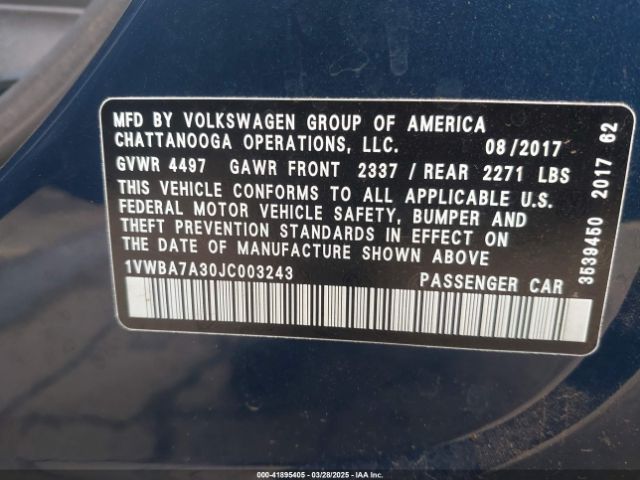 MFD BY VOLKSWAGEN GROUP OF AMERICA
CHATTANOOGA OPERATIONS, LLC. 08/2017
GVWR 4497 GAWR FRONT 2337 / REAR 2271 LBS
THIS VEHICLE CONFORMS TO ALL APPLICABLE U.S.
FEDERAL MOTOR VEHICLE SAFETY, BUMPER AND
THEFT PREVENTION STANDARDS IN EFFECT ON
THE DATE OF MANUFACTURE SHOWN ABOVE
1VWBA7A30JC003243 PASSENGER CAR
3539450 2017 62
000-41895405 - 03/28/2025 - IAAI.com